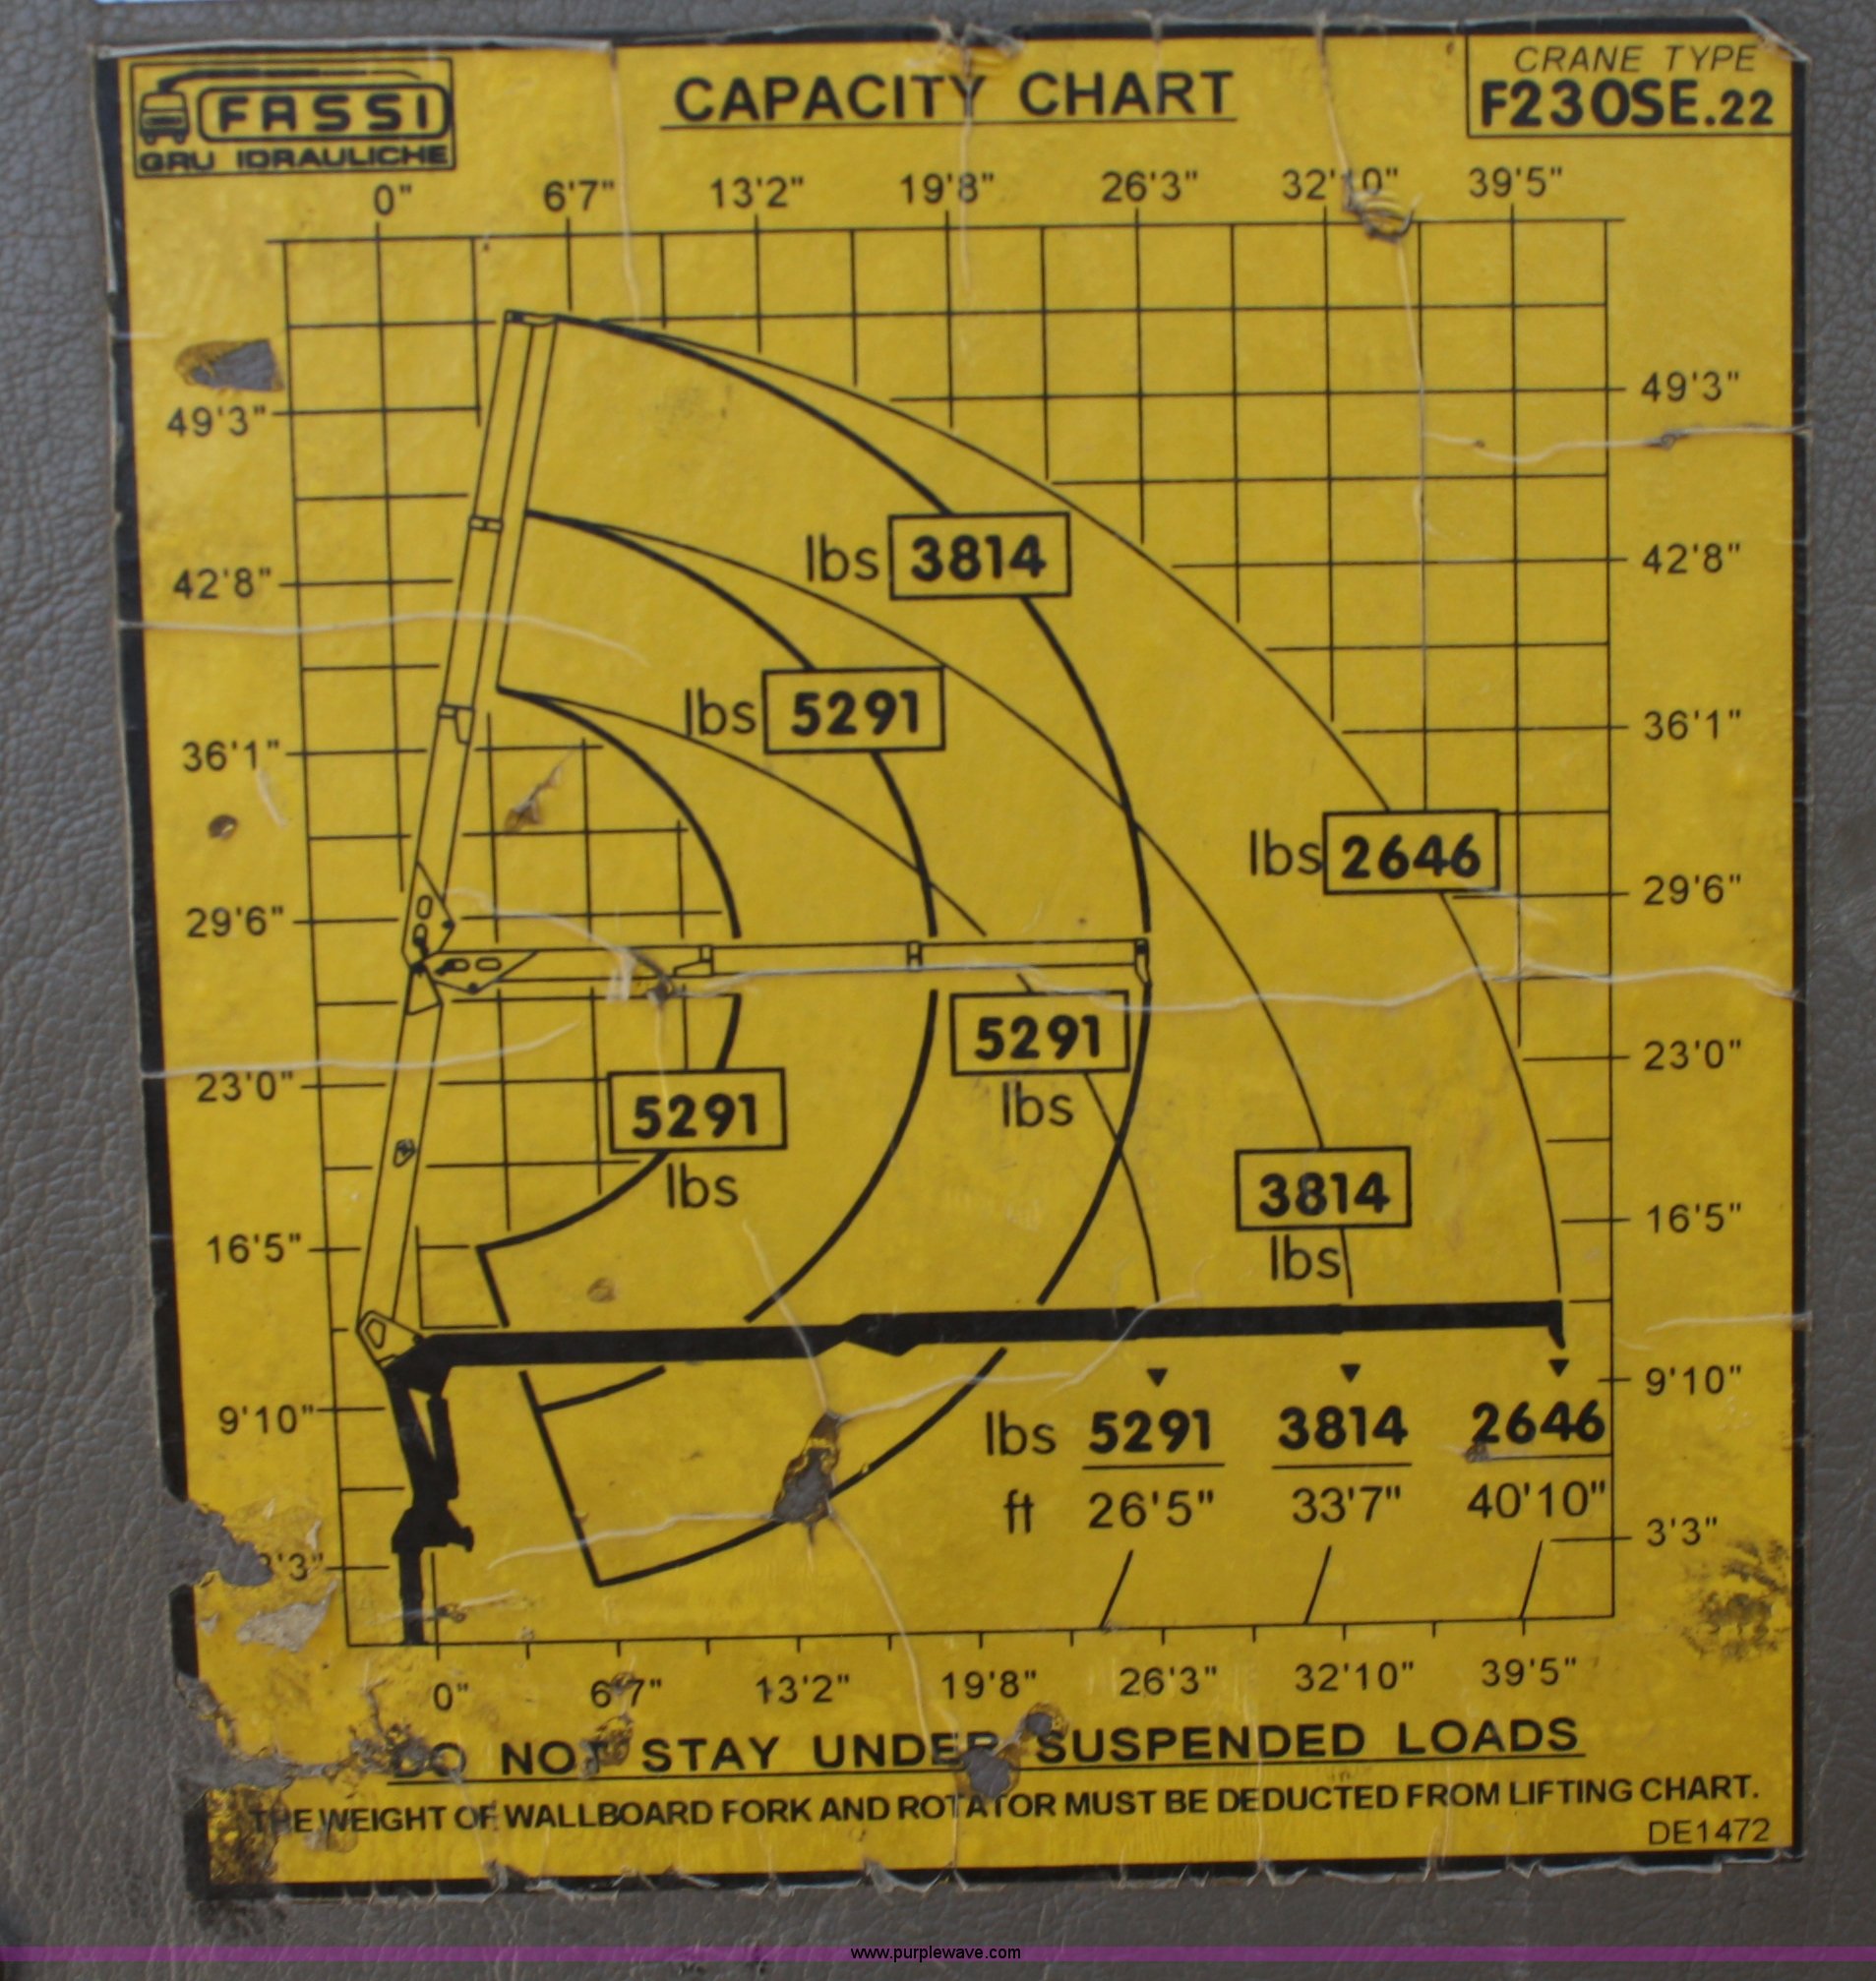 FASSI
GRU IDRAULICHE
CAPACITY CHART
CRANE TYPE
F230SE.22
0" 6'7" 13'2" 19'8" 26'3" 32'10" 39'5"
49'3" 49'3"
lbs 3814
42'8" 42'8"
lbs 5291
36'1" 36'1"
lbs 2646
29'6" 29'6"
5291
lbs
23'0" 23'0"
5291
lbs
3814
lbs
16'5" 16'5"
9'10" 9'10"
lbs 5291 3814 2646
ft 26'5" 33'7" 40'10"
3'3" 3'3"
0" 6'7" 13'2" 19'8" 26'3" 32'10" 39'5"
DO NOT STAY UNDER SUSPENDED LOADS
THE WEIGHT OF WALLBOARD FORK AND ROTATOR MUST BE DEDUCTED FROM LIFTING CHART.
DE1472
www.purplewave.com